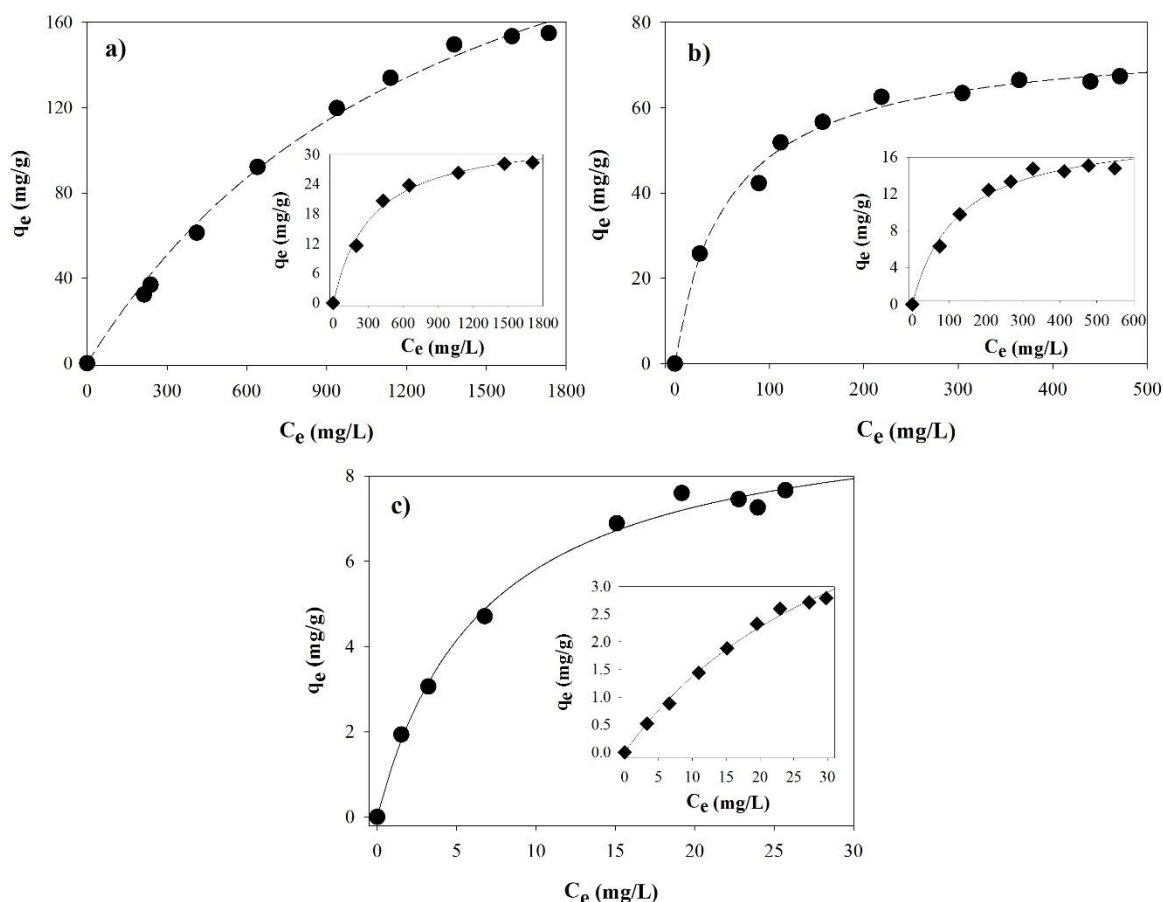 a)
160
120
80
40
0
qe (mg/g)
0 300 600 900 1200 1500 1800
Ce (mg/L)
30
24
18
12
6
0
qe (mg/g)
0 300 600 900 1200 1500 1800
Ce (mg/L)
b)
80
60
40
20
0
qe (mg/g)
0 100 200 300 400 500
Ce (mg/L)
16
12
8
4
0
qe (mg/g)
0 100 200 300 400 500 600
Ce (mg/L)
c)
8
6
4
2
0
qe (mg/g)
0 5 10 15 20 25 30
Ce (mg/L)
3.0
2.5
2.0
1.5
1.0
0.5
0.0
qe (mg/g)
0 5 10 15 20 25 30
Ce (mg/L)